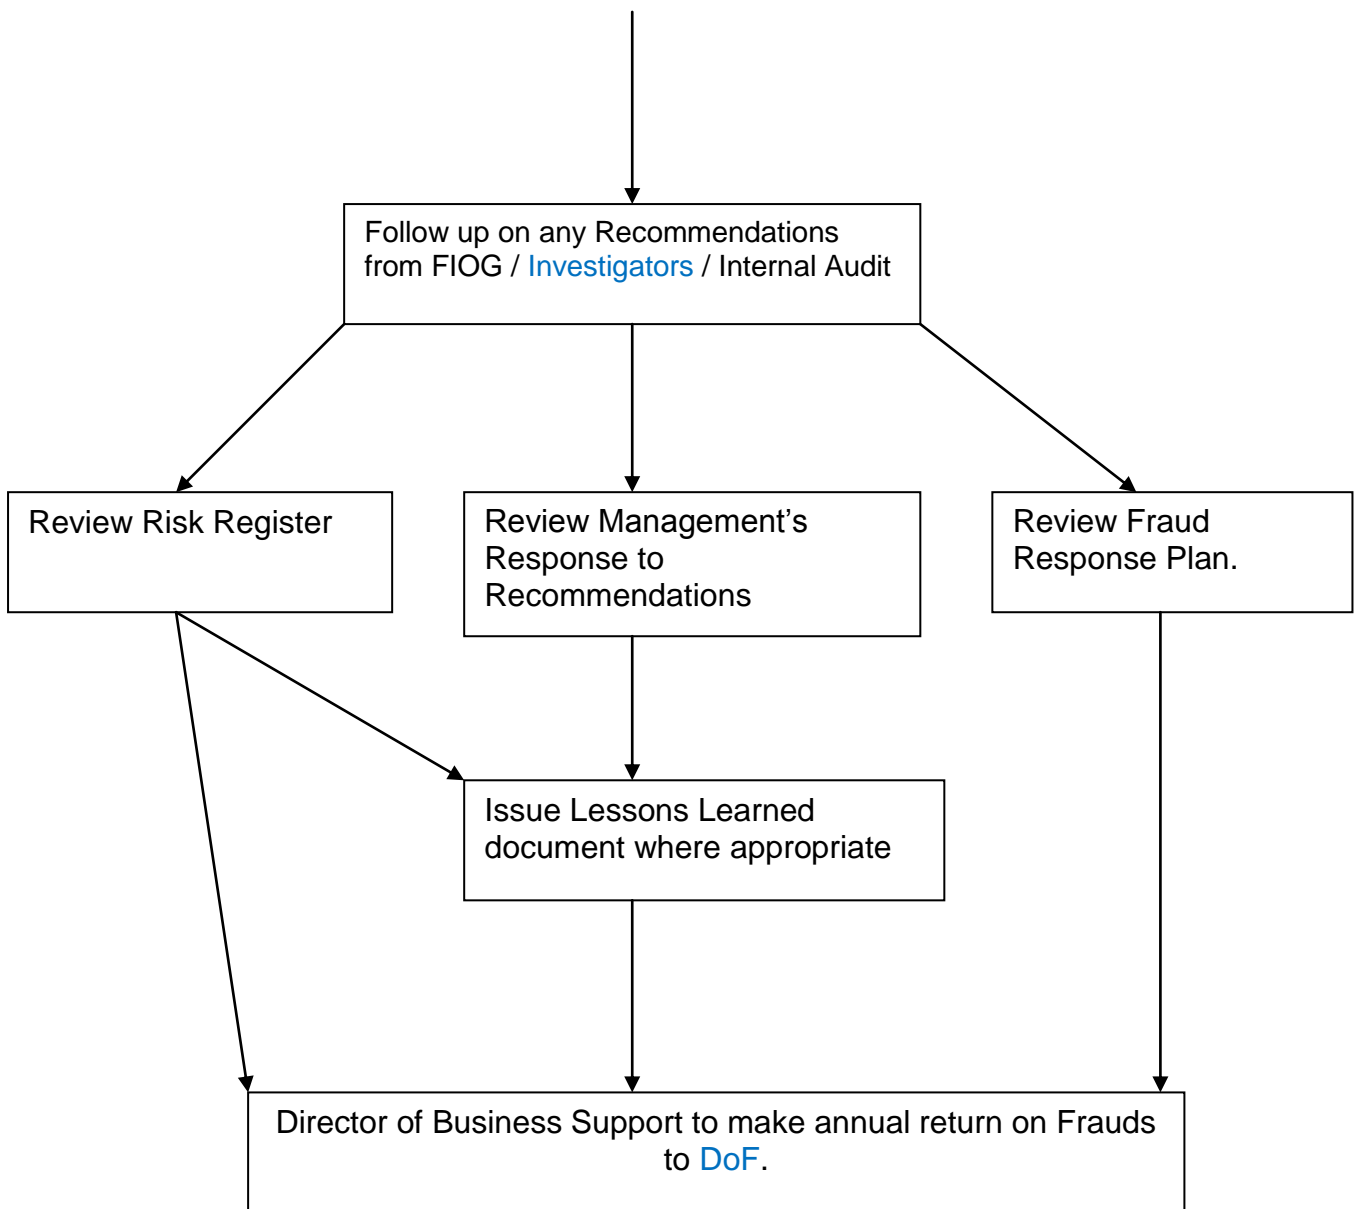 Follow up on any Recommendations
from FIOG / Investigators / Internal Audit
Review Risk Register
Review Management’s
Response to
Recommendations
Review Fraud
Response Plan.
Issue Lessons Learned
document where appropriate
Director of Business Support to make annual return on Frauds
to DoF.